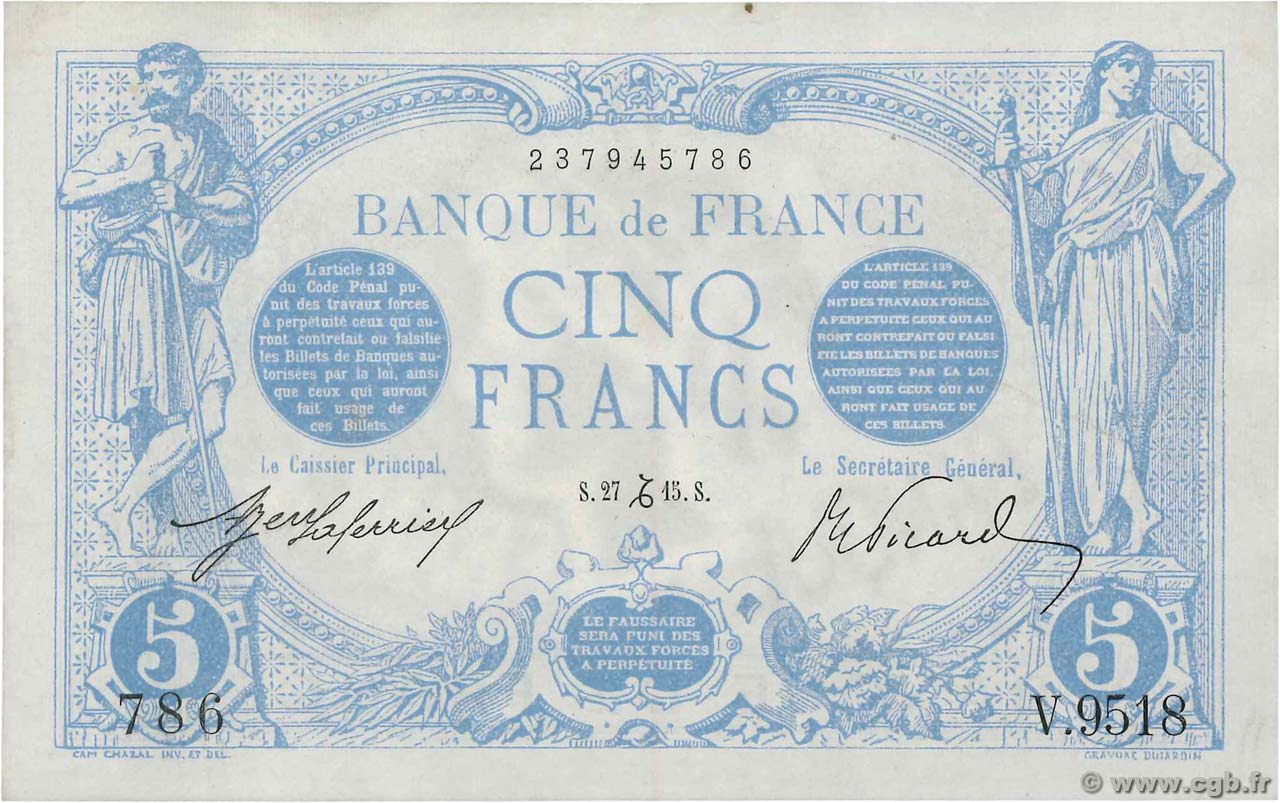 237945786
BANQUE de FRANCE
CINQ
FRANCS
L'article 139
du Code Pénal pu-
nit des travaux forcés
à perpétuité ceux qui au-
ront contrefait ou falsifié
les Billets de Banques auto-
risées par la loi, ainsi
que ceux qui auront
fait usage de
ces Billets.
L'ARTICLE 139
DU CODE PÉNAL PU-
NIT DES TRAVAUX FORCÉS
A PERPÉTUITÉ CEUX QUI AU
RONT CONTREFAIT OU FALSI
FIÉ LES BILLETS DE BANQUES
AUTORISÉES PAR LA LOI,
AINSI QUE CEUX QUI AU
RONT FAIT USAGE DE
CES BILLETS.
Le Caissier Principal,
Le Secrétaire Général,
S. 27 15. S.
Picard
LE FAUSSAIRE
SERA PUNI DES
TRAVAUX FORCÉS
A PERPÉTUITÉ
5
5
786
V.9518
CAM CHAZAL INV. ET DEL.
GRAVURE DUJARDIN
© www.cgb.fr